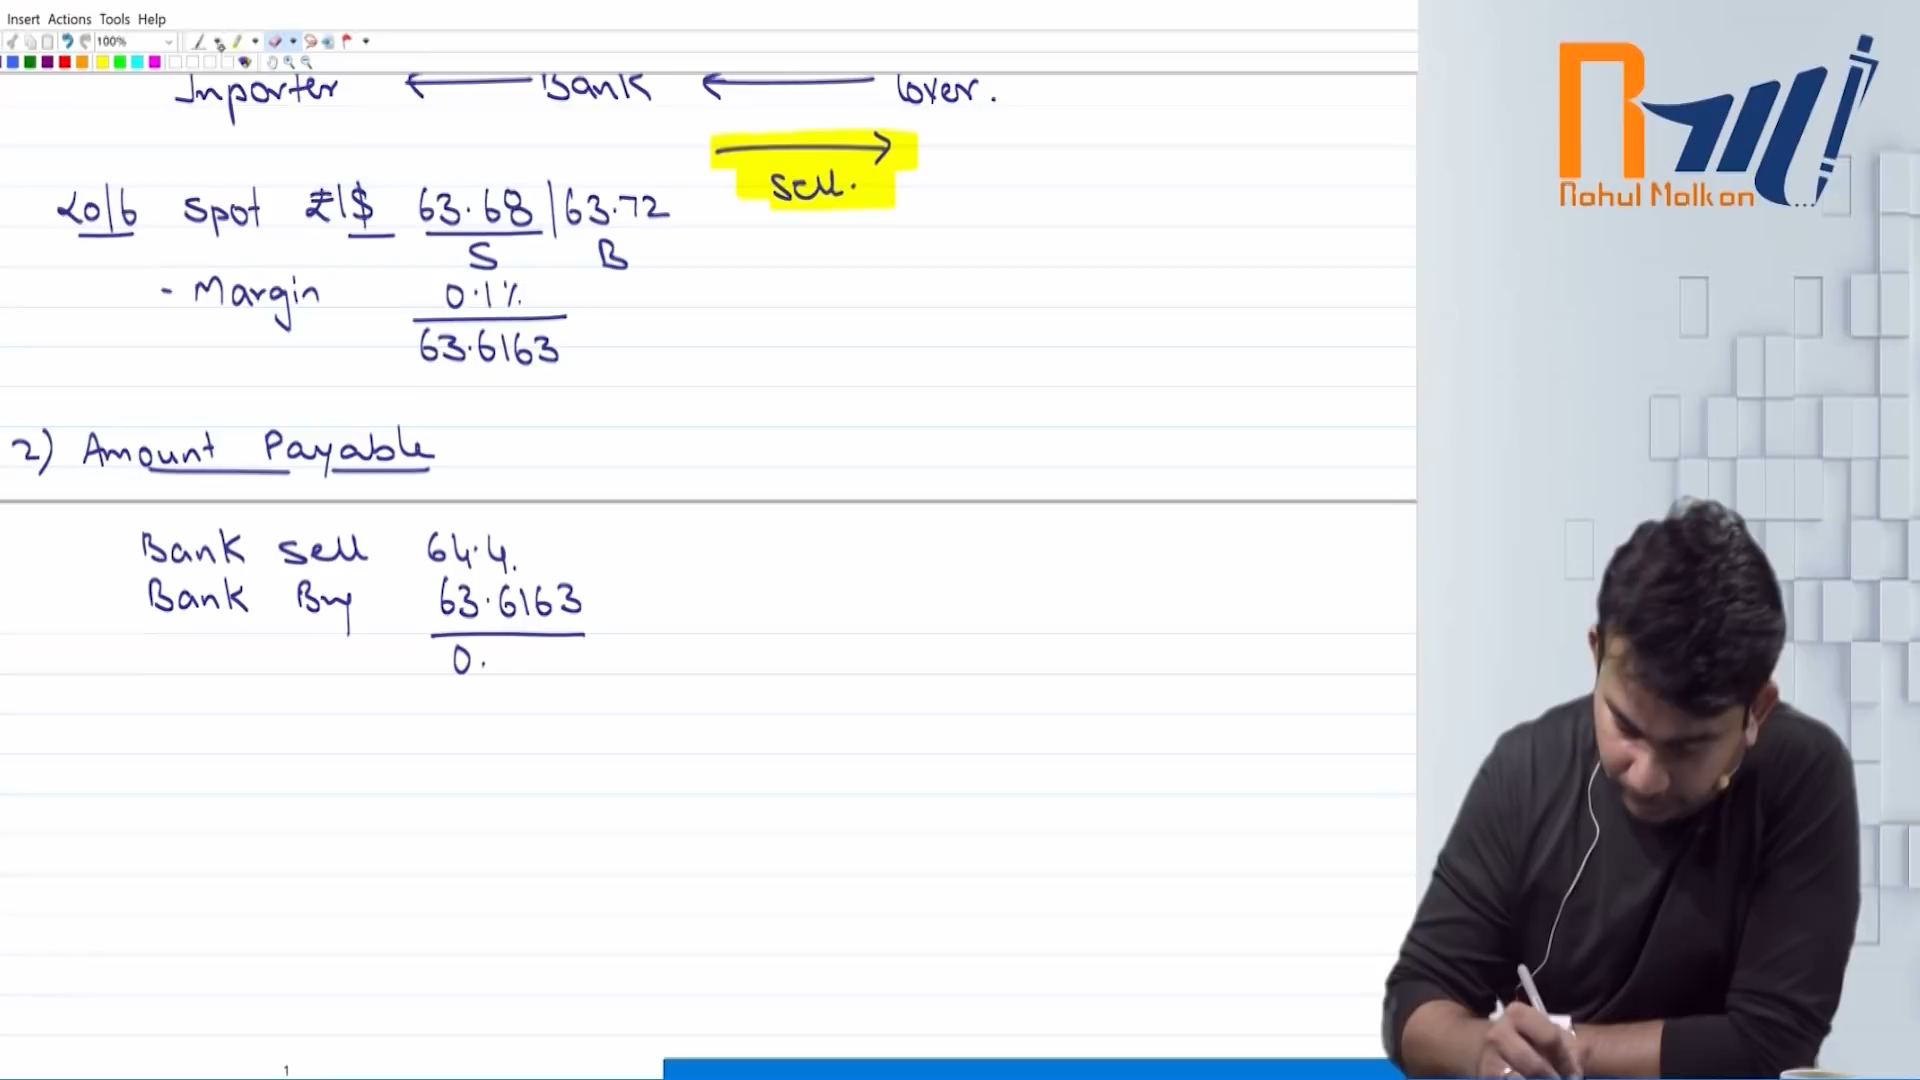 Insert Actions Tools Help
100%
Importer ← Bank ← Cover.
→
Sell.
20/6 Spot ₹/$ 63.68 | 63.72
S B
- Margin 0.1%
63.6163
2) Amount Payable
Bank sell 64.4.
Bank Buy 63.6163
0.
1
Rahul Malkan